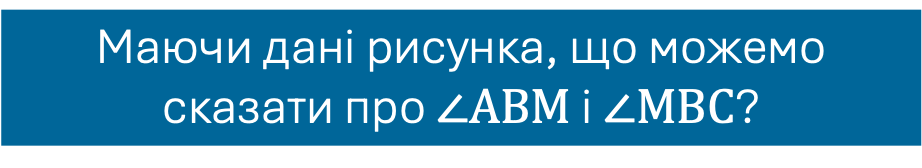 Маючи дані рисунка, що можемо
сказати про ∠ABM і ∠MBC?